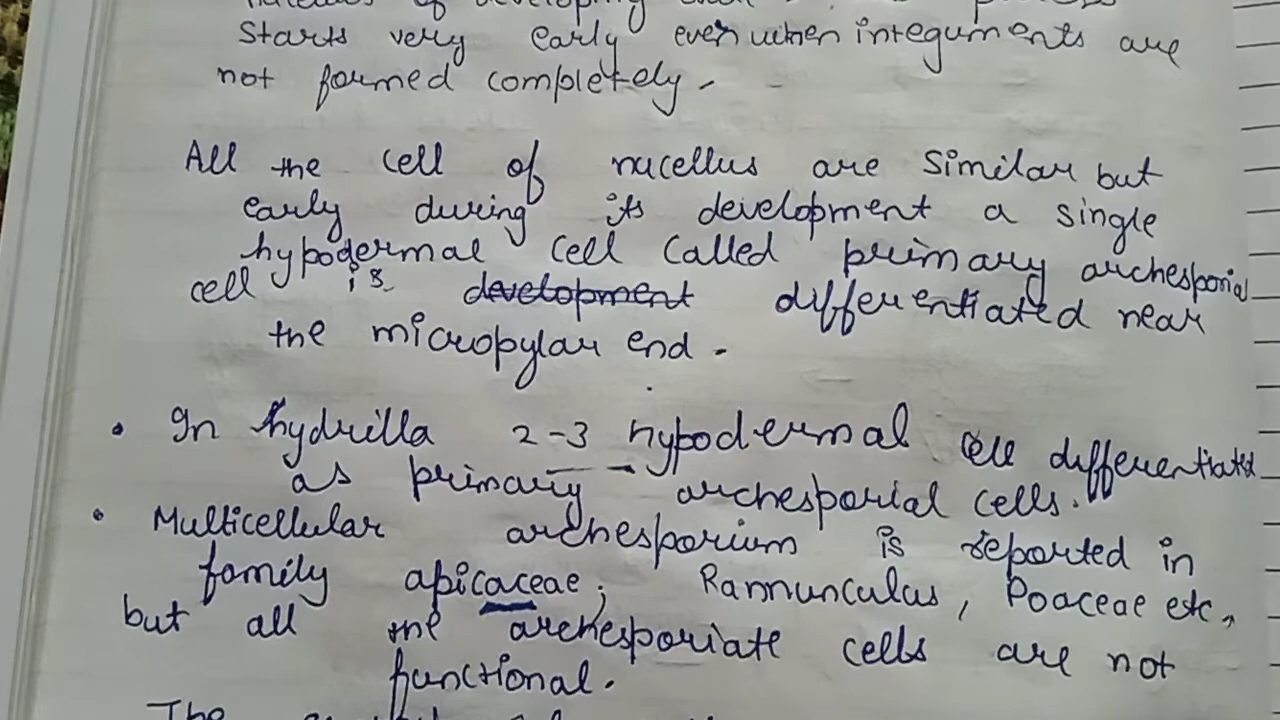 of developing
starts very early even when integuments are
not formed completely.
All the cell of nucellus are similar but
early during its development a single
hypodermal cell called primary archesporial
cell is development differentiated near
the micropylar end.
• In hydrilla 2-3 hypodermal cell differentiated
as primary archesporial cells.
• Multicellular archesporium is reported in
family apicaceae; Rannunculus, Poaceae etc,
but all the archesporiate cells are not
functional.
The